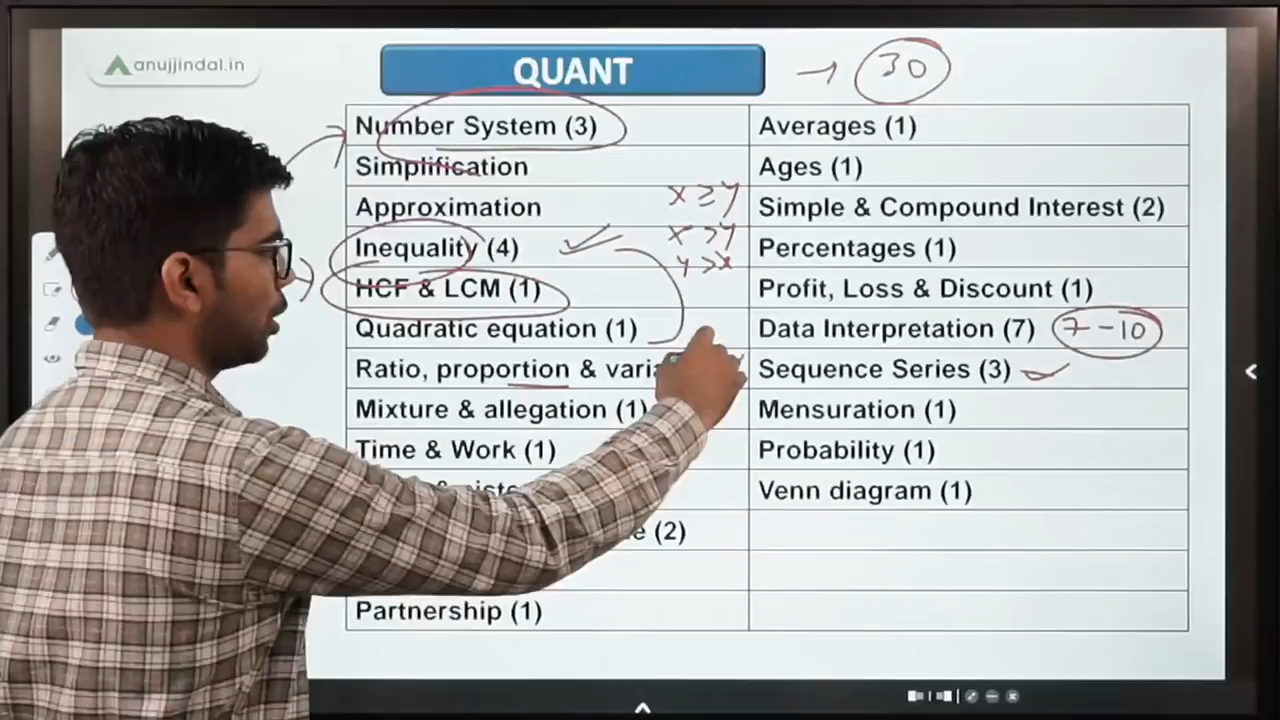 anujjindal.in
QUANT
→ 30
Number System (3)
Simplification
Approximation
Inequality (4)
HCF & LCM (1)
Quadratic equation (1)
Ratio, proportion &
Mixture & allegation (1)
Time & Work (1)
(2)
Partnership (1)
x ≥ y
x > y
y > x
Averages (1)
Ages (1)
Simple & Compound Interest (2)
Percentages (1)
Profit, Loss & Discount (1)
Data Interpretation (7) 7-10
Sequence Series (3)
Mensuration (1)
Probability (1)
Venn diagram (1)